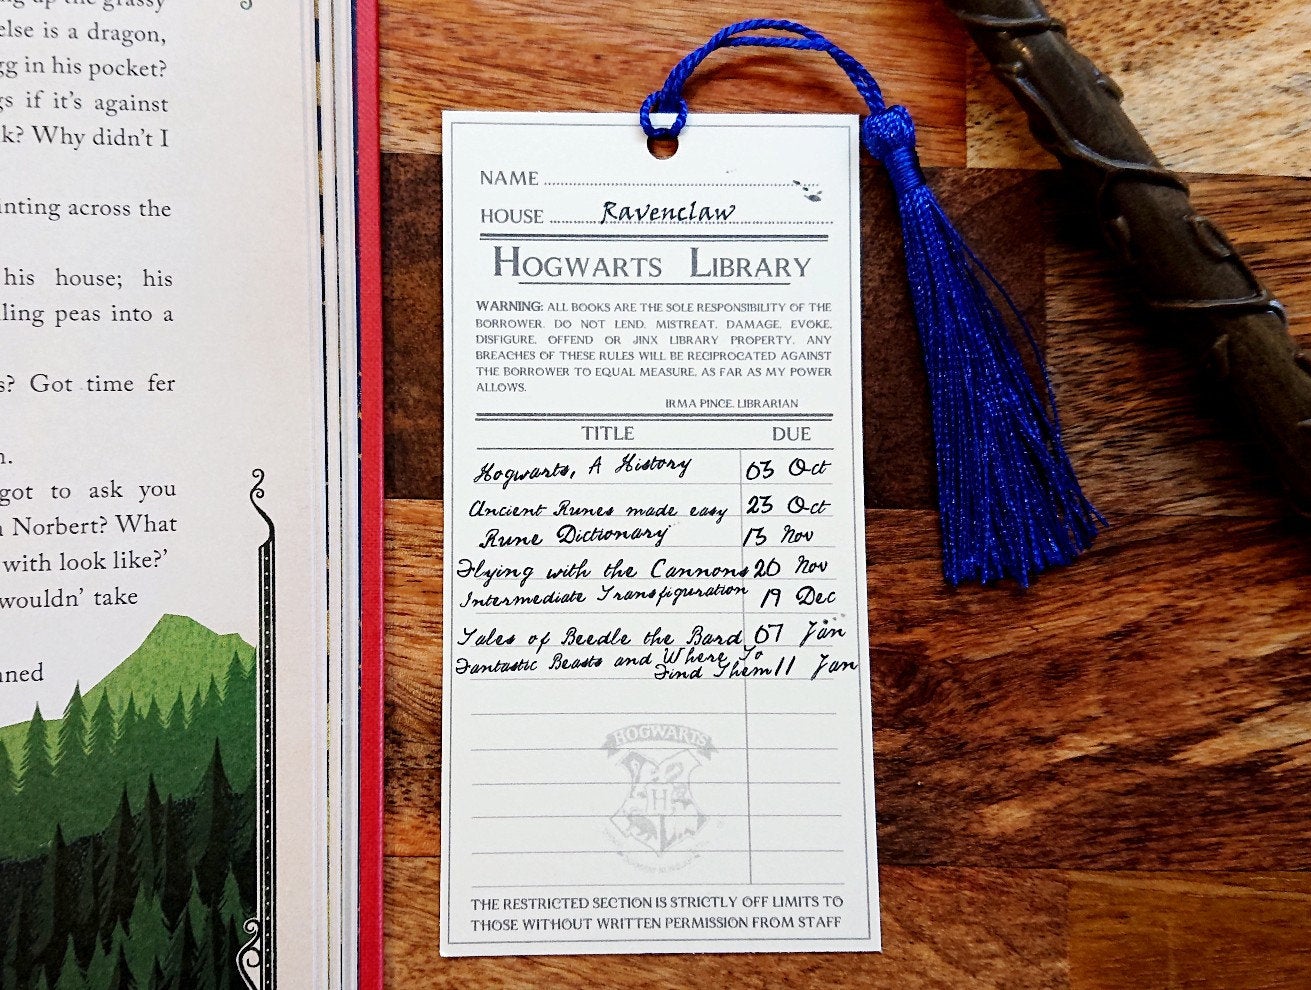 g up the grassy
else is a dragon,
gg in his pocket?
gs if it's against
k? Why didn't I
inting across the
his house; his
lling peas into a
s? Got time fer
n.
got to ask you
n Norbert? What
with look like?'
wouldn' take
nned
NAME
HOUSE Ravenclaw
HOGWARTS LIBRARY
WARNING: ALL BOOKS ARE THE SOLE RESPONSIBILITY OF THE
BORROWER. DO NOT LEND, MISTREAT, DAMAGE, EVOKE,
DISFIGURE, OFFEND OR JINX LIBRARY PROPERTY. ANY
BREACHES OF THESE RULES WILL BE RECIPROCATED AGAINST
THE BORROWER TO EQUAL MEASURE, AS FAR AS MY POWER
ALLOWS.
IRMA PINCE. LIBRARIAN
TITLE DUE
Hogwarts, A History 03 Oct
Ancient Runes made easy 23 Oct
Rune Dictionary 13 Nov
Flying with the Cannons 20 Nov
Intermediate Transfiguration 19 Dec
Tales of Beedle the Bard 07 Jan
Fantastic Beasts and Where To
Find Them 11 Jan
HOGWARTS
H
THE RESTRICTED SECTION IS STRICTLY OFF LIMITS TO
THOSE WITHOUT WRITTEN PERMISSION FROM STAFF